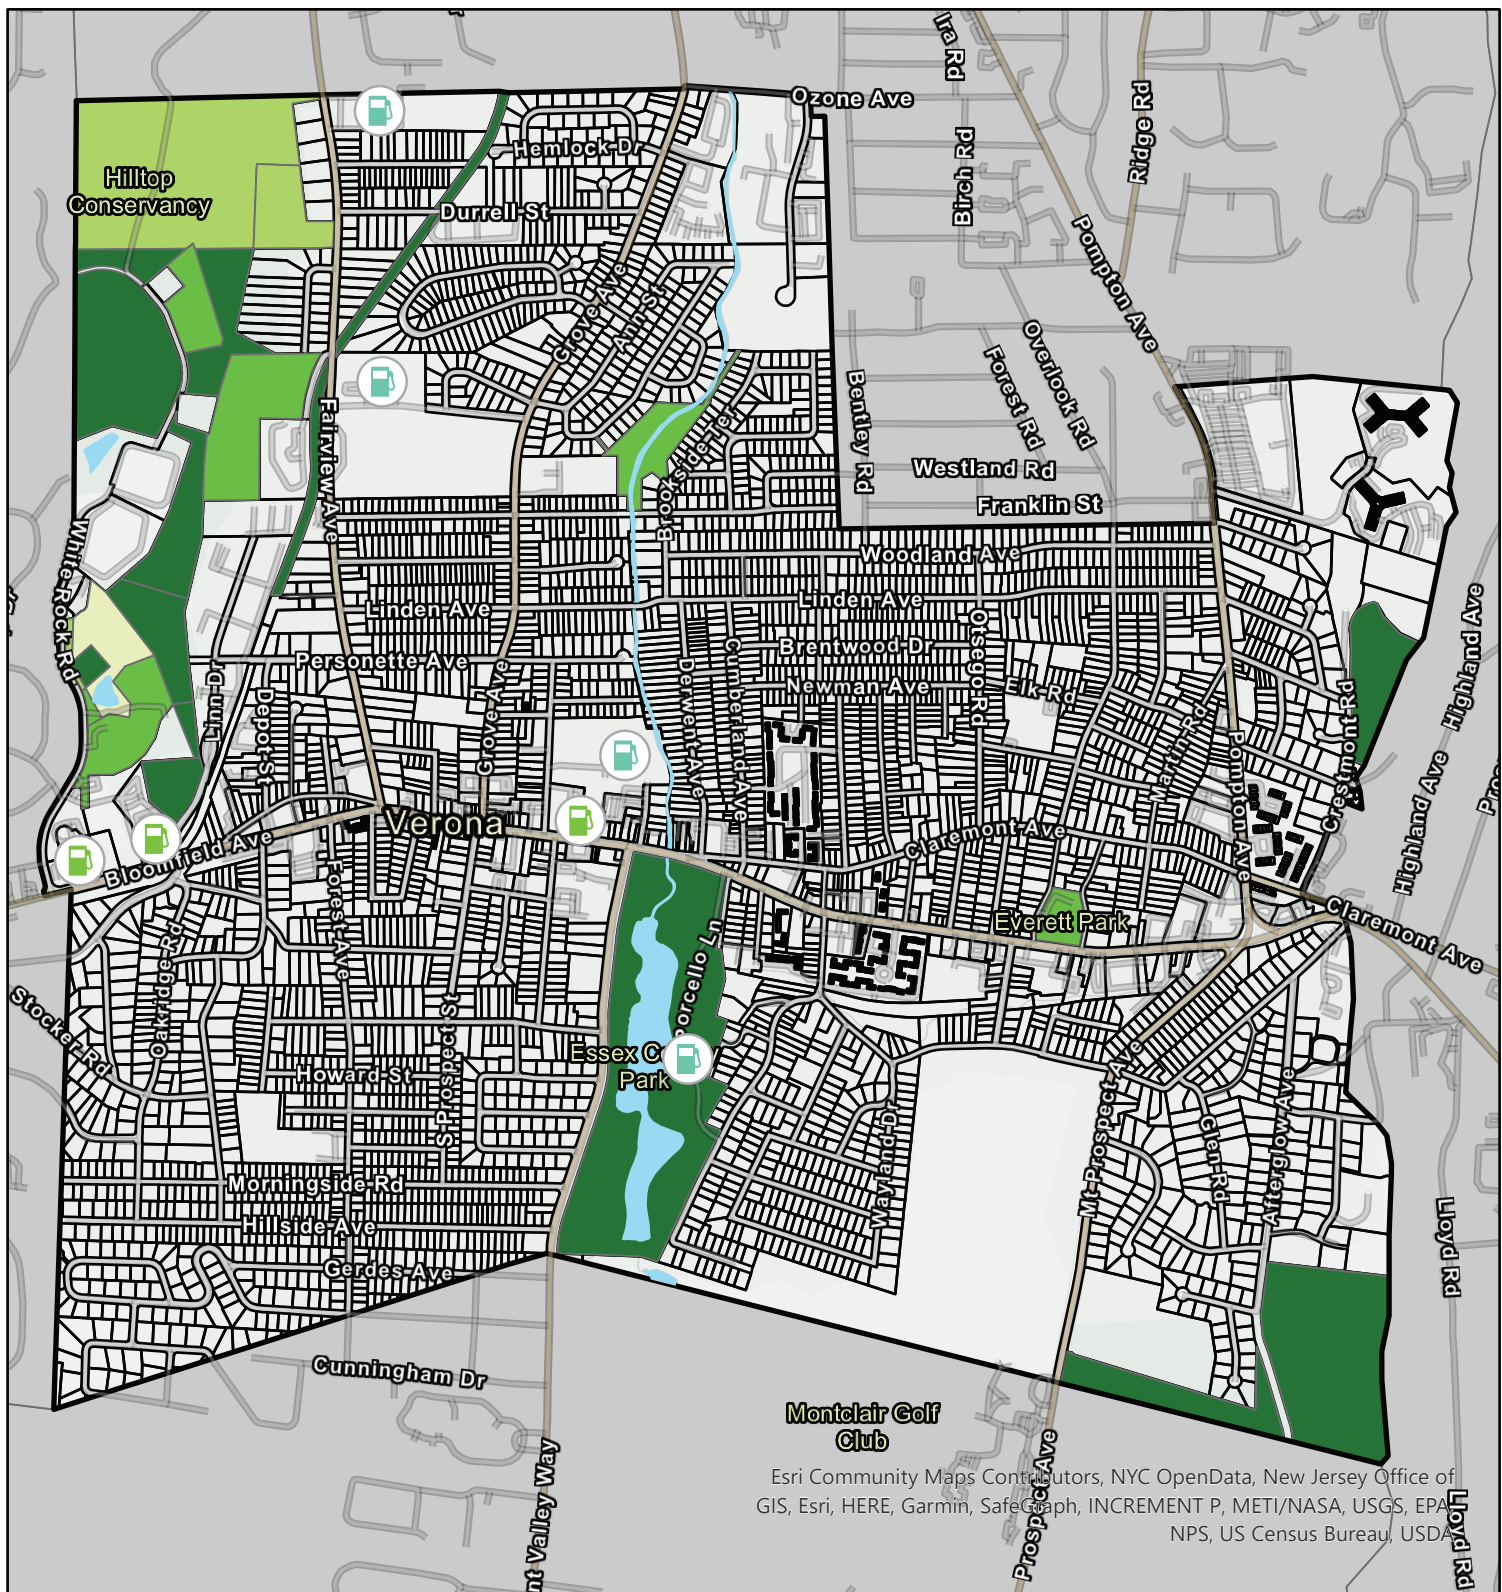 Ira Rd
Ozone Ave
Ridge Rd
Birch Rd
Hemlock Dr
Hilltop
Conservancy
Durrell St
Pompton Ave
Grove Ave
Ann St
Overlook Rd
Forest Rd
Bentley Rd
Fairview Ave
Brookside Ter
Westland Rd
Franklin St
Woodland Ave
White Rock Rd
Linden Ave
Linden Ave
Highland Ave
Otsego Rd
Brentwood Dr
Personette Ave
Cumberland Ave
Derwent Ave
Newman Ave
Elk Rd
Linn Dr
Depot St
Grove Ave
Martin Rd
Crestmont Rd
Pompton Ave
Highland Ave
Verona
Claremont Ave
Bloomfield Ave
Forest Ave
Everett Park
Claremont Ave
Oakridge Rd
Porcello Ln
Stocker Rd
S Prospect St
Essex C
Park
Howard St
Mt Prospect Ave
Afterglow Ave
Glen Rd
Wayland Dr
Morningside Rd
Hillside Ave
Lloyd Rd
Gerdes Ave
Cunningham Dr
Montclair Golf
Club
nt Valley Way
Prospect Ave
Lloyd Rd
Esri Community Maps Contributors, NYC OpenData, New Jersey Office of
GIS, Esri, HERE, Garmin, SafeGraph, INCREMENT P, METI/NASA, USGS, EPA,
NPS, US Census Bureau, USDA